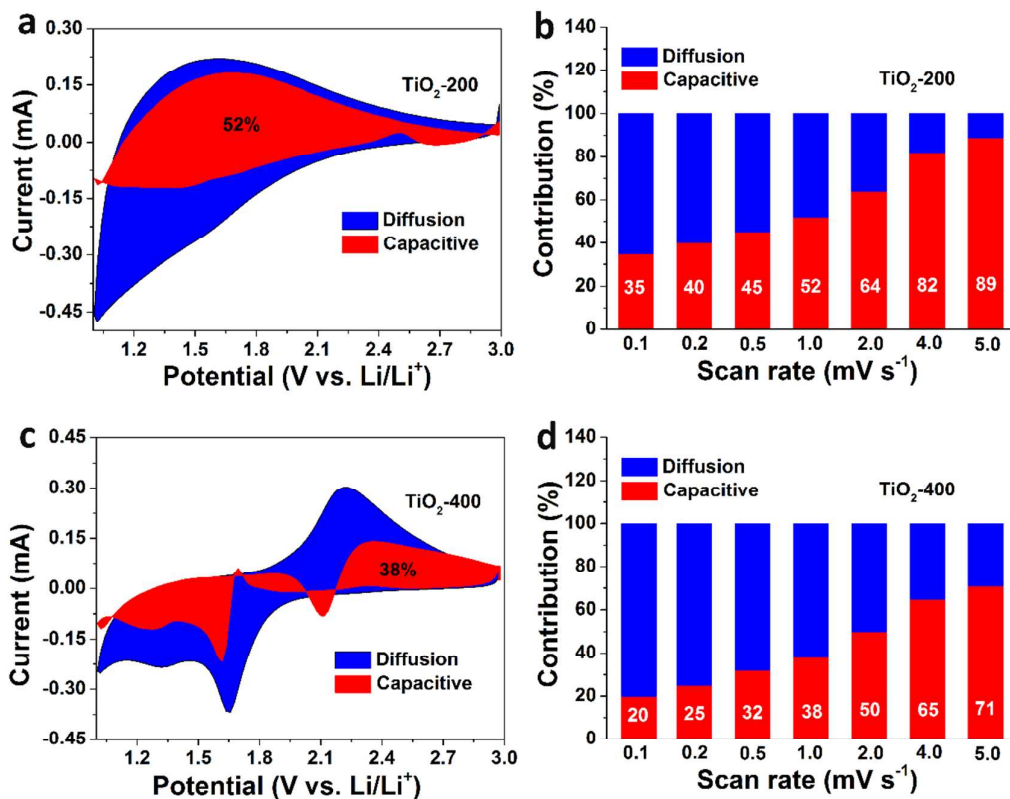 a
0.30
0.15
0.00
-0.15
-0.30
-0.45
Current (mA)
TiO₂-200
52%
Diffusion
Capacitive
1.2 1.5 1.8 2.1 2.4 2.7 3.0
Potential (V vs. Li/Li⁺)
b
140
120
100
80
60
40
20
0
Contribution (%)
Diffusion
Capacitive
TiO₂-200
35 40 45 52 64 82 89
0.1 0.2 0.5 1.0 2.0 4.0 5.0
Scan rate (mV s⁻¹)
c
0.45
0.30
0.15
0.00
-0.15
-0.30
-0.45
Current (mA)
TiO₂-400
38%
Diffusion
Capacitive
1.2 1.5 1.8 2.1 2.4 2.7 3.0
Potential (V vs. Li/Li⁺)
d
140
120
100
80
60
40
20
0
Contribution (%)
Diffusion
Capacitive
TiO₂-400
20 25 32 38 50 65 71
0.1 0.2 0.5 1.0 2.0 4.0 5.0
Scan rate (mV s⁻¹)